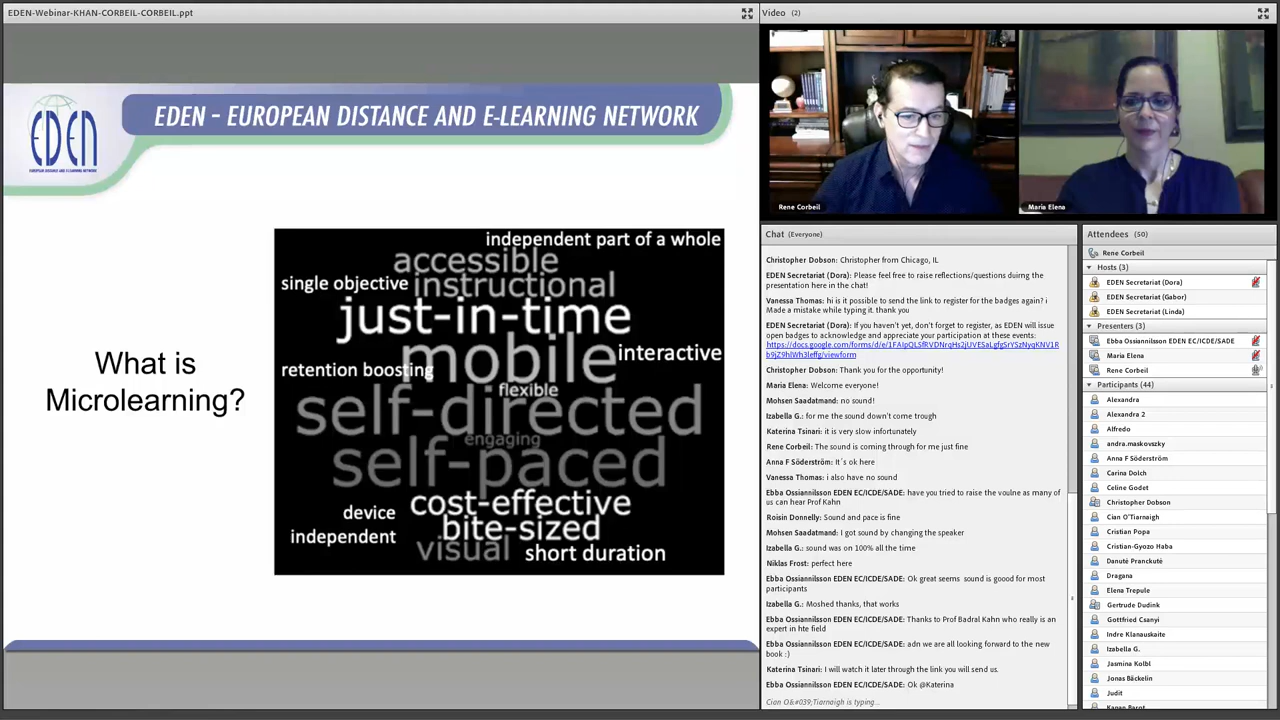 EDEN-Webinar-KHAN-CORBEIL-CORBEIL.ppt
EDEN
EUROPEAN DISTANCE AND E-LEARNING NETWORK
EDEN - EUROPEAN DISTANCE AND E-LEARNING NETWORK
What is
Microlearning?
independent part of a whole
accessible
single objective
instructional
just-in-time
mobile
interactive
retention boosting
flexible
self-directed
engaging
self-paced
cost-effective
device
bite-sized
independent
visual
short duration
Video (2)
Rene Corbeil
Maria Elena
Chat (Everyone)
Christopher Dobson: Christopher from Chicago, IL
EDEN Secretariat (Dora): Please feel free to raise reflections/questions duirng the
presentation here in the chat!
Vanessa Thomas: hi is it possible to send the link to register for the badges again? i
Made a mistake while typing it. thank you
EDEN Secretariat (Dora): If you haven't yet, don't forget to register, as EDEN will issue
open badges to acknowledge and appreciate your participation at these events:
Christopher Dobson: Thank you for the opportunity!
Maria Elena: Welcome everyone!
Mohsen Saadatmand: no sound!
Izabella G.: for me the sound down't come trough
Katerina Tsinari: it is very slow infortunately
Rene Corbeil: The sound is coming through for me just fine
Anna F Söderström: It´s ok here
Vanessa Thomas: i also have no sound
Ebba Ossiannilsson EDEN EC/ICDE/SADE: have you tried to raise the voulne as many of
us can hear Prof Kahn
Roisin Donnelly: Sound and pace is fine
Mohsen Saadatmand: I got sound by changing the speaker
Izabella G.: sound was on 100% all the time
Niklas Frost: perfect here
Ebba Ossiannilsson EDEN EC/ICDE/SADE: Ok great seems sound is goood for most
participants
Izabella G.: Moshed thanks, that works
Ebba Ossiannilsson EDEN EC/ICDE/SADE: Thanks to Prof Badral Kahn who really is an
expert in hte field
Ebba Ossiannilsson EDEN EC/ICDE/SADE: adn we are all looking forward to the new
book :)
Katerina Tsinari: I will watch it later through the link you will send us.
Ebba Ossiannilsson EDEN EC/ICDE/SADE: Ok @Katerina
Cian O&#039;Tiarnaigh is typing...
Attendees (50)
Rene Corbeil
Hosts (3)
EDEN Secretariat (Dora)
EDEN Secretariat (Gabor)
EDEN Secretariat (Linda)
Presenters (3)
Ebba Ossiannilsson EDEN EC/ICDE/SADE
Maria Elena
Rene Corbeil
Participants (44)
Alexandra
Alexandra 2
Alfredo
andra.maskovszky
Anna F Söderström
Carina Dolch
Celine Godet
Christopher Dobson
Cian O'Tiarnaigh
Cristian Popa
Cristian-Gyozo Haba
Danutė Pranckutė
Dragana
Elena Trepule
Gertrude Dudink
Gottfried Csanyi
Indre Klanauskaite
Izabella G.
Jasmina Kolbl
Jonas Bäckelin
Judit